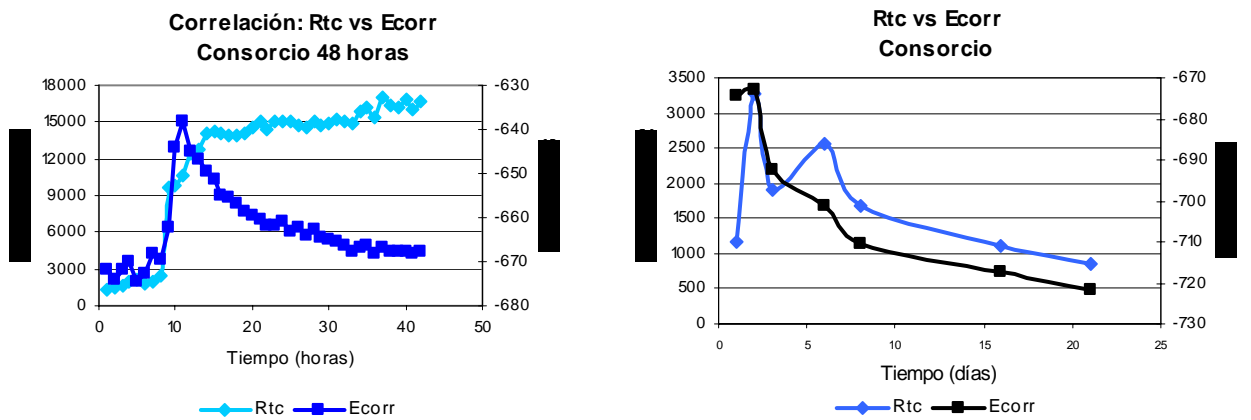 Correlación: Rtc vs Ecorr
Consorcio 48 horas
18000
15000
12000
9000
6000
3000
0
-630
-640
-650
-660
-670
-680
0 10 20 30 40 50
Tiempo (horas)
Rtc Ecorr
Rtc vs Ecorr
Consorcio
3500
3000
2500
2000
1500
1000
500
0
-670
-680
-690
-700
-710
-720
-730
0 5 10 15 20 25
Tiempo (días)
Rtc Ecorr